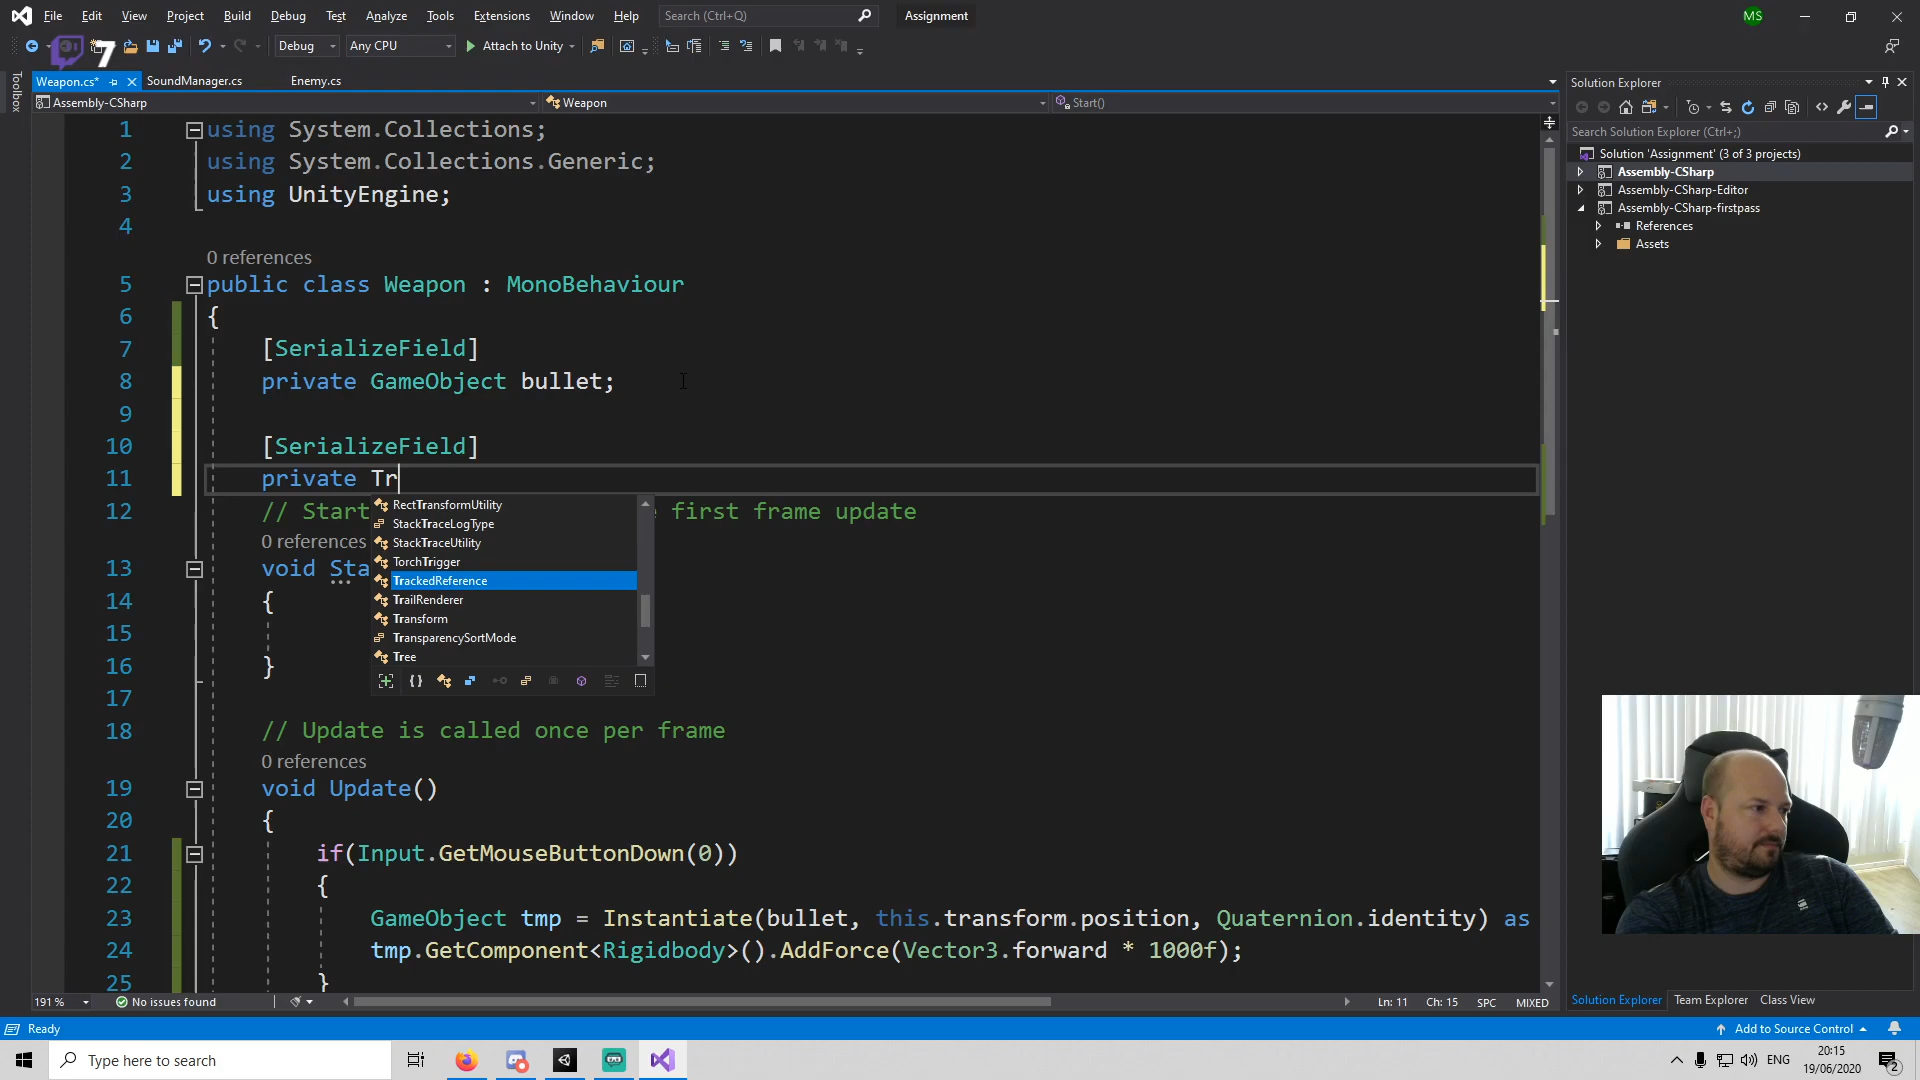 File Edit View Project Build Debug Test Analyze Tools Extensions Window Help Search (Ctrl+Q) Assignment MS
7 Debug Any CPU Attach to Unity
Toolbox
Weapon.cs* SoundManager.cs Enemy.cs
Assembly-CSharp Weapon Start()
1 using System.Collections;
2 using System.Collections.Generic;
3 using UnityEngine;
4
0 references
5 public class Weapon : MonoBehaviour
6 {
7 [SerializeField]
8 private GameObject bullet;
9
10 [SerializeField]
11 private Tr
RectTransformUtility
StackTraceLogType
StackTraceUtility
TorchTrigger
TrackedReference
TrailRenderer
Transform
TransparencySortMode
Tree
12 // Start first frame update
0 references
13 void Sta
14 {
15
16 }
17
18 // Update is called once per frame
0 references
19 void Update()
20 {
21 if(Input.GetMouseButtonDown(0))
22 {
23 GameObject tmp = Instantiate(bullet, this.transform.position, Quaternion.identity) as
24 tmp.GetComponent<Rigidbody>().AddForce(Vector3.forward * 1000f);
25 }
191 % No issues found Ln: 11 Ch: 15 SPC MIXED
Solution Explorer
Search Solution Explorer (Ctrl+;)
Solution 'Assignment' (3 of 3 projects)
Assembly-CSharp
Assembly-CSharp-Editor
Assembly-CSharp-firstpass
References
Assets
Solution Explorer Team Explorer Class View
Ready Add to Source Control
Type here to search ENG 20:15
19/06/2020 2